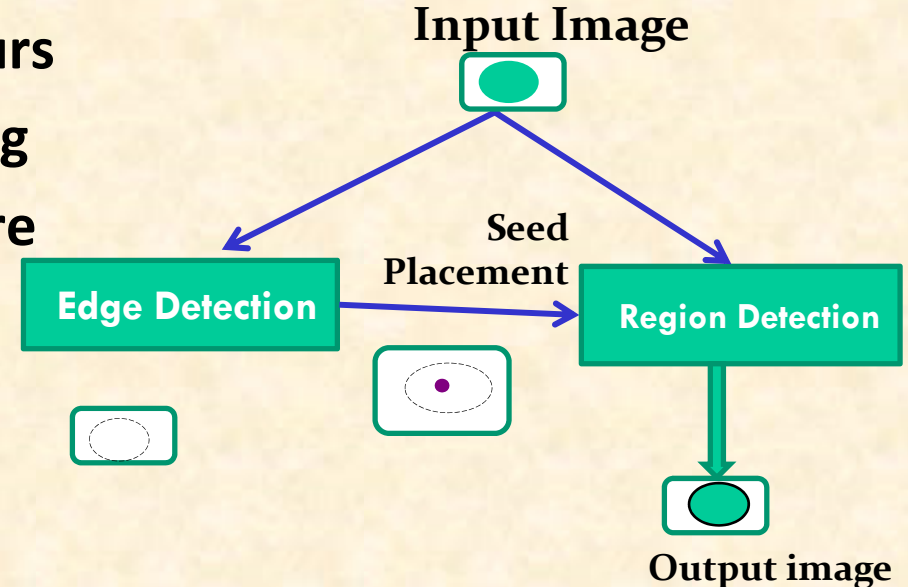 Input Image
Seed
Placement
Edge Detection
Region Detection
Output image